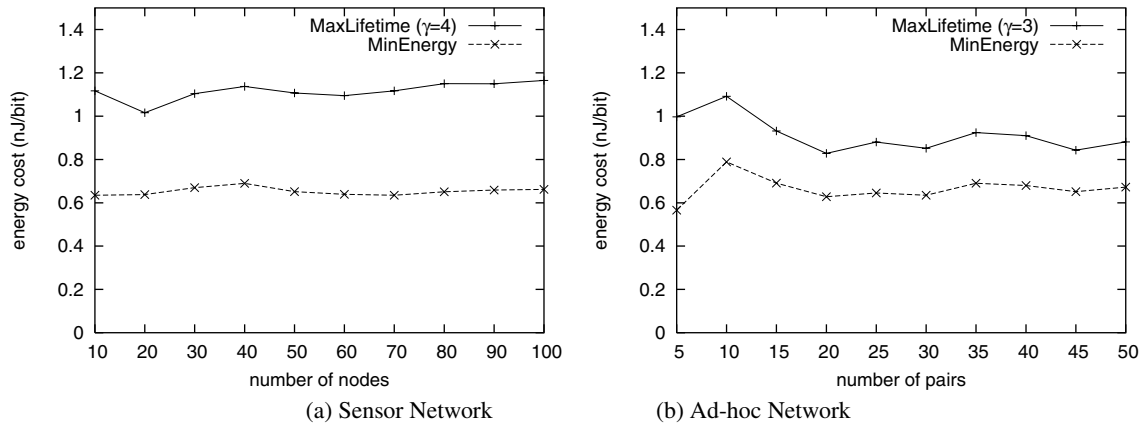 1.4
1.2
1
0.8
0.6
0.4
0.2
0
energy cost (nJ/bit)
MaxLifetime (γ=4)
MinEnergy
10 20 30 40 50 60 70 80 90 100
number of nodes
(a) Sensor Network
1.4
1.2
1
0.8
0.6
0.4
0.2
0
energy cost (nJ/bit)
MaxLifetime (γ=3)
MinEnergy
5 10 15 20 25 30 35 40 45 50
number of pairs
(b) Ad-hoc Network